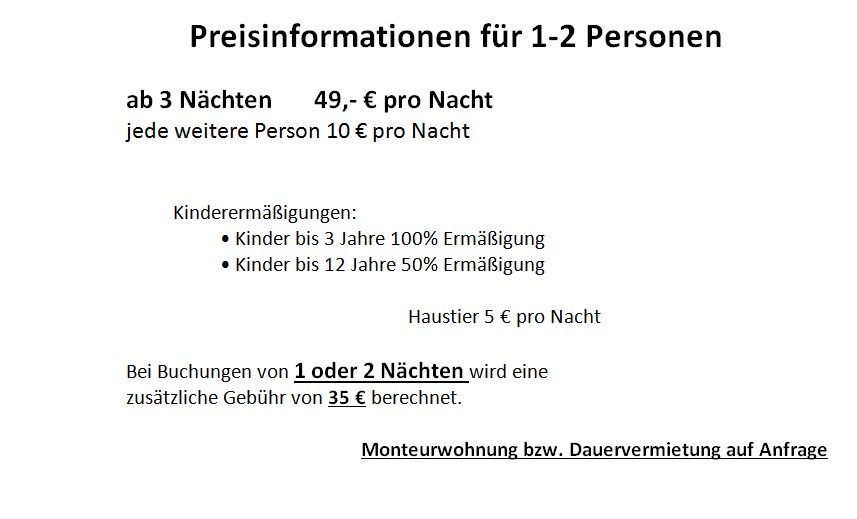 Preisinformationen für 1-2 Personen
ab 3 Nächten 49,- € pro Nacht
jede weitere Person 10 € pro Nacht
Kinderermäßigungen:
• Kinder bis 3 Jahre 100% Ermäßigung
• Kinder bis 12 Jahre 50% Ermäßigung
Haustier 5 € pro Nacht
Bei Buchungen von 1 oder 2 Nächten wird eine
zusätzliche Gebühr von 35 € berechnet.
Monteurwohnung bzw. Dauervermietung auf Anfrage